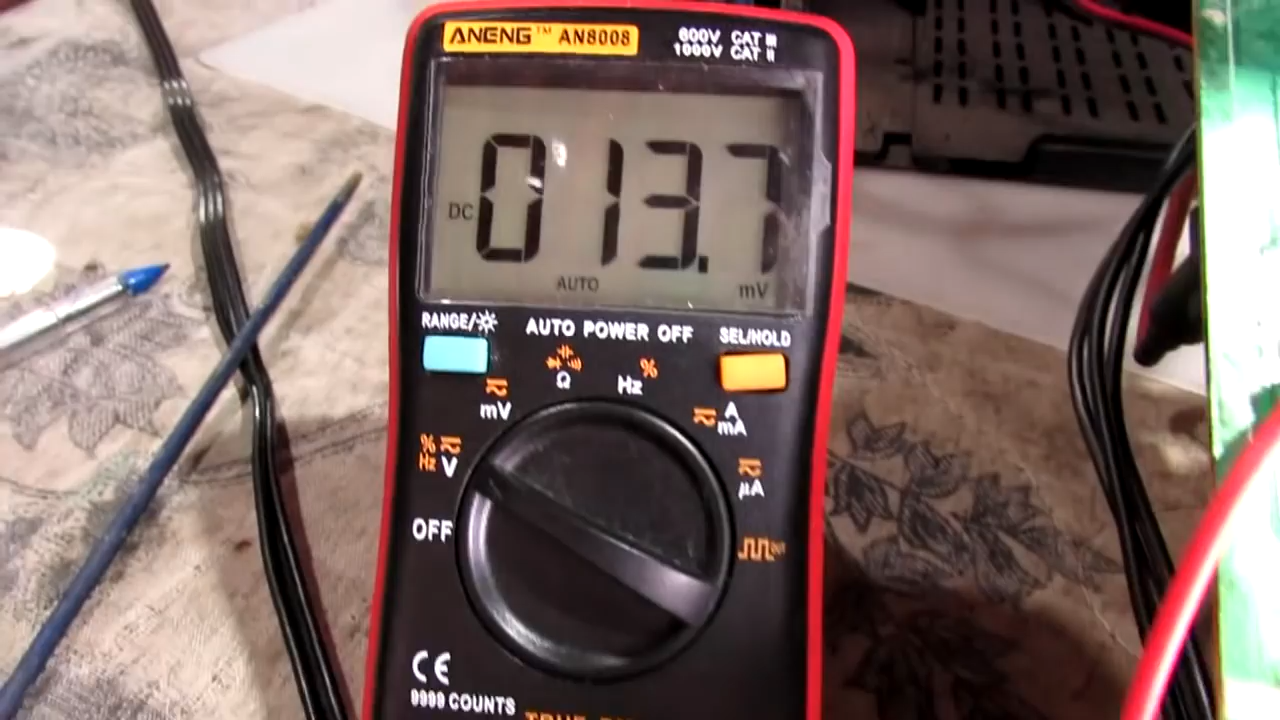 ANENG™ AN8008
600V CAT III
1000V CAT II
DC 013.7 mV
AUTO
RANGE/☼ AUTO POWER OFF SEL/HOLD
mV Ω Hz % A mA
% Hz V µA
OFF OUT
CE
9999 COUNTS